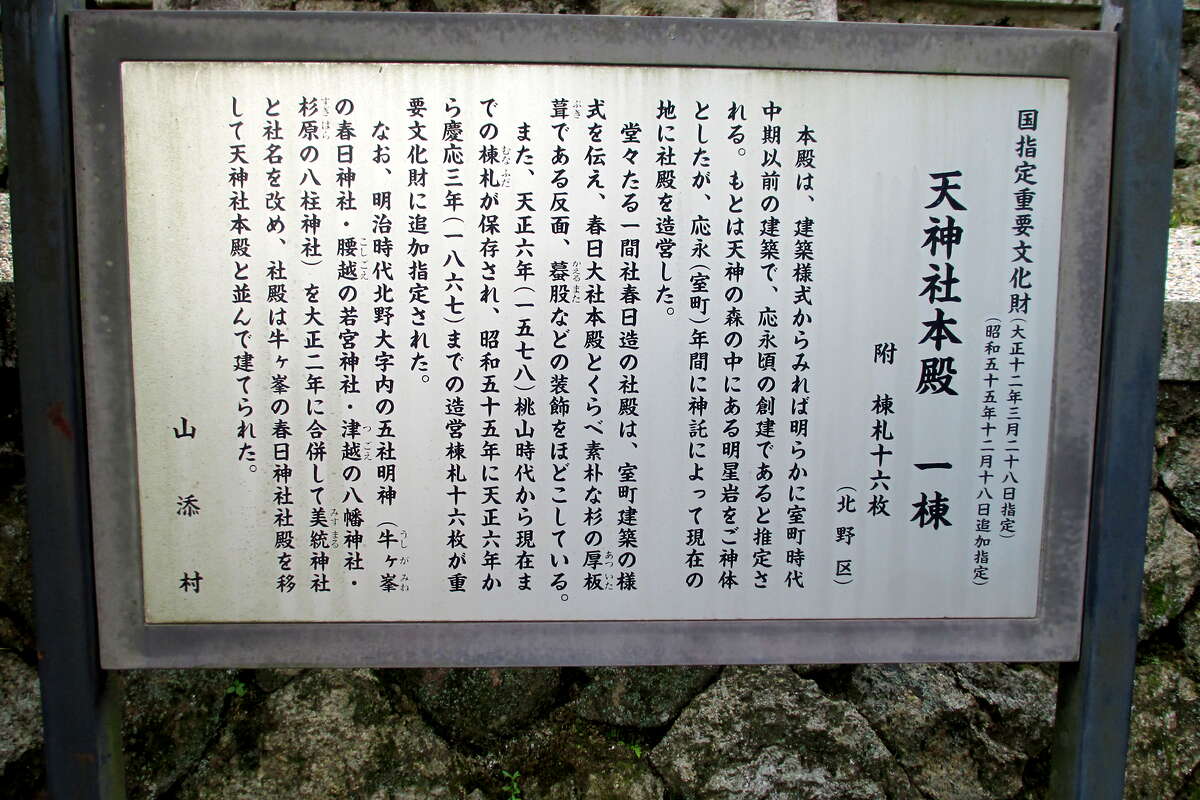 国指定重要文化財(大正十二年三月二十八日指定)
(昭和五十五年十二月十八日追加指定)
天神社本殿 一棟
附 棟札十六枚
(北野区)
本殿は、建築様式からみれば明らかに室町時代
中期以前の建築で、応永頃の創建であると推定さ
れる。もとは天神の森の中にある明星岩をご神体
としたが、応永(室町)年間に神託によって現在の
地に社殿を造営した。
堂々たる一間社春日造の社殿は、室町建築の様
式を伝え、春日大社本殿とくらべ素朴な杉の厚板
葺である反面、蟇股などの装飾をほどこしている。
また、天正六年(一五七八)桃山時代から現在ま
での棟札が保存され、昭和五十五年に天正六年か
ら慶応三年(一八六七)までの造営棟札十六枚が重
要文化財に追加指定された。
なお、明治時代北野大字内の五社明神(牛ヶ峯
の春日神社・腰越の若宮神社・津越の八幡神社・
杉原の八柱神社)を大正二年に合併して美統神社
と社名を改め、社殿は牛ヶ峯の春日神社社殿を移
して天神社本殿と並んで建てられた。
山添村